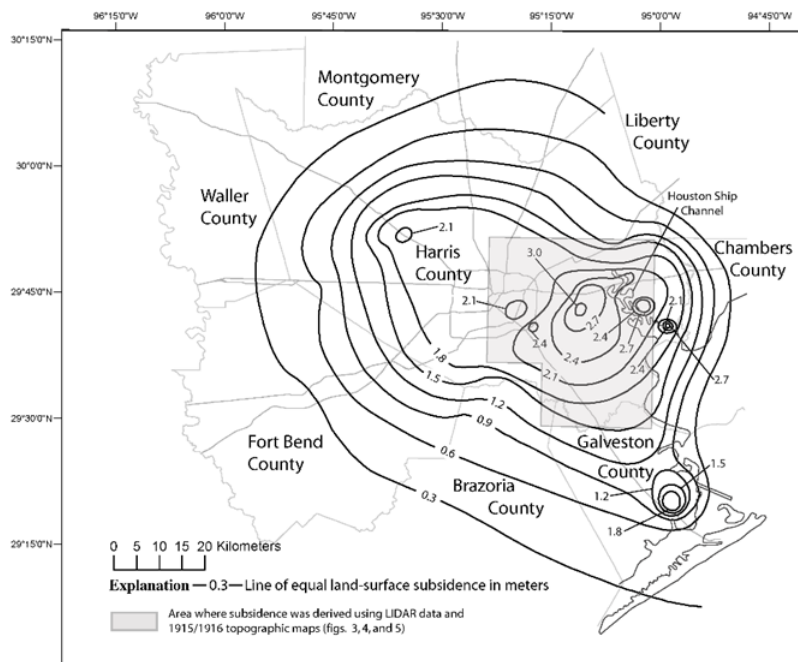 96°15'0"W 96°0'0"W 95°45'0"W 95°30'0"W 95°15'0"W 95°0'0"W 94°45'0"W
30°15'0"N
Montgomery
County
Liberty
County
30°0'0"N
Waller
County
Houston Ship
Channel
2.1
Harris
County
Chambers
County
3.0
29°45'0"N
2.1
2.1
2.7
2.4
2.4
2.7
2.4
2.4
1.8
2.1
2.7
1.5
29°30'0"N
1.2
0.9
Fort Bend
County
Galveston
County
0.6
1.5
Brazoria
County
1.2
0.3
1.8
29°15'0"N
0 5 10 15 20 Kilometers
Explanation —0.3— Line of equal land-surface subsidence in meters
Area where subsidence was derived using LIDAR data and
1915/1916 topographic maps (figs. 3, 4, and 5)